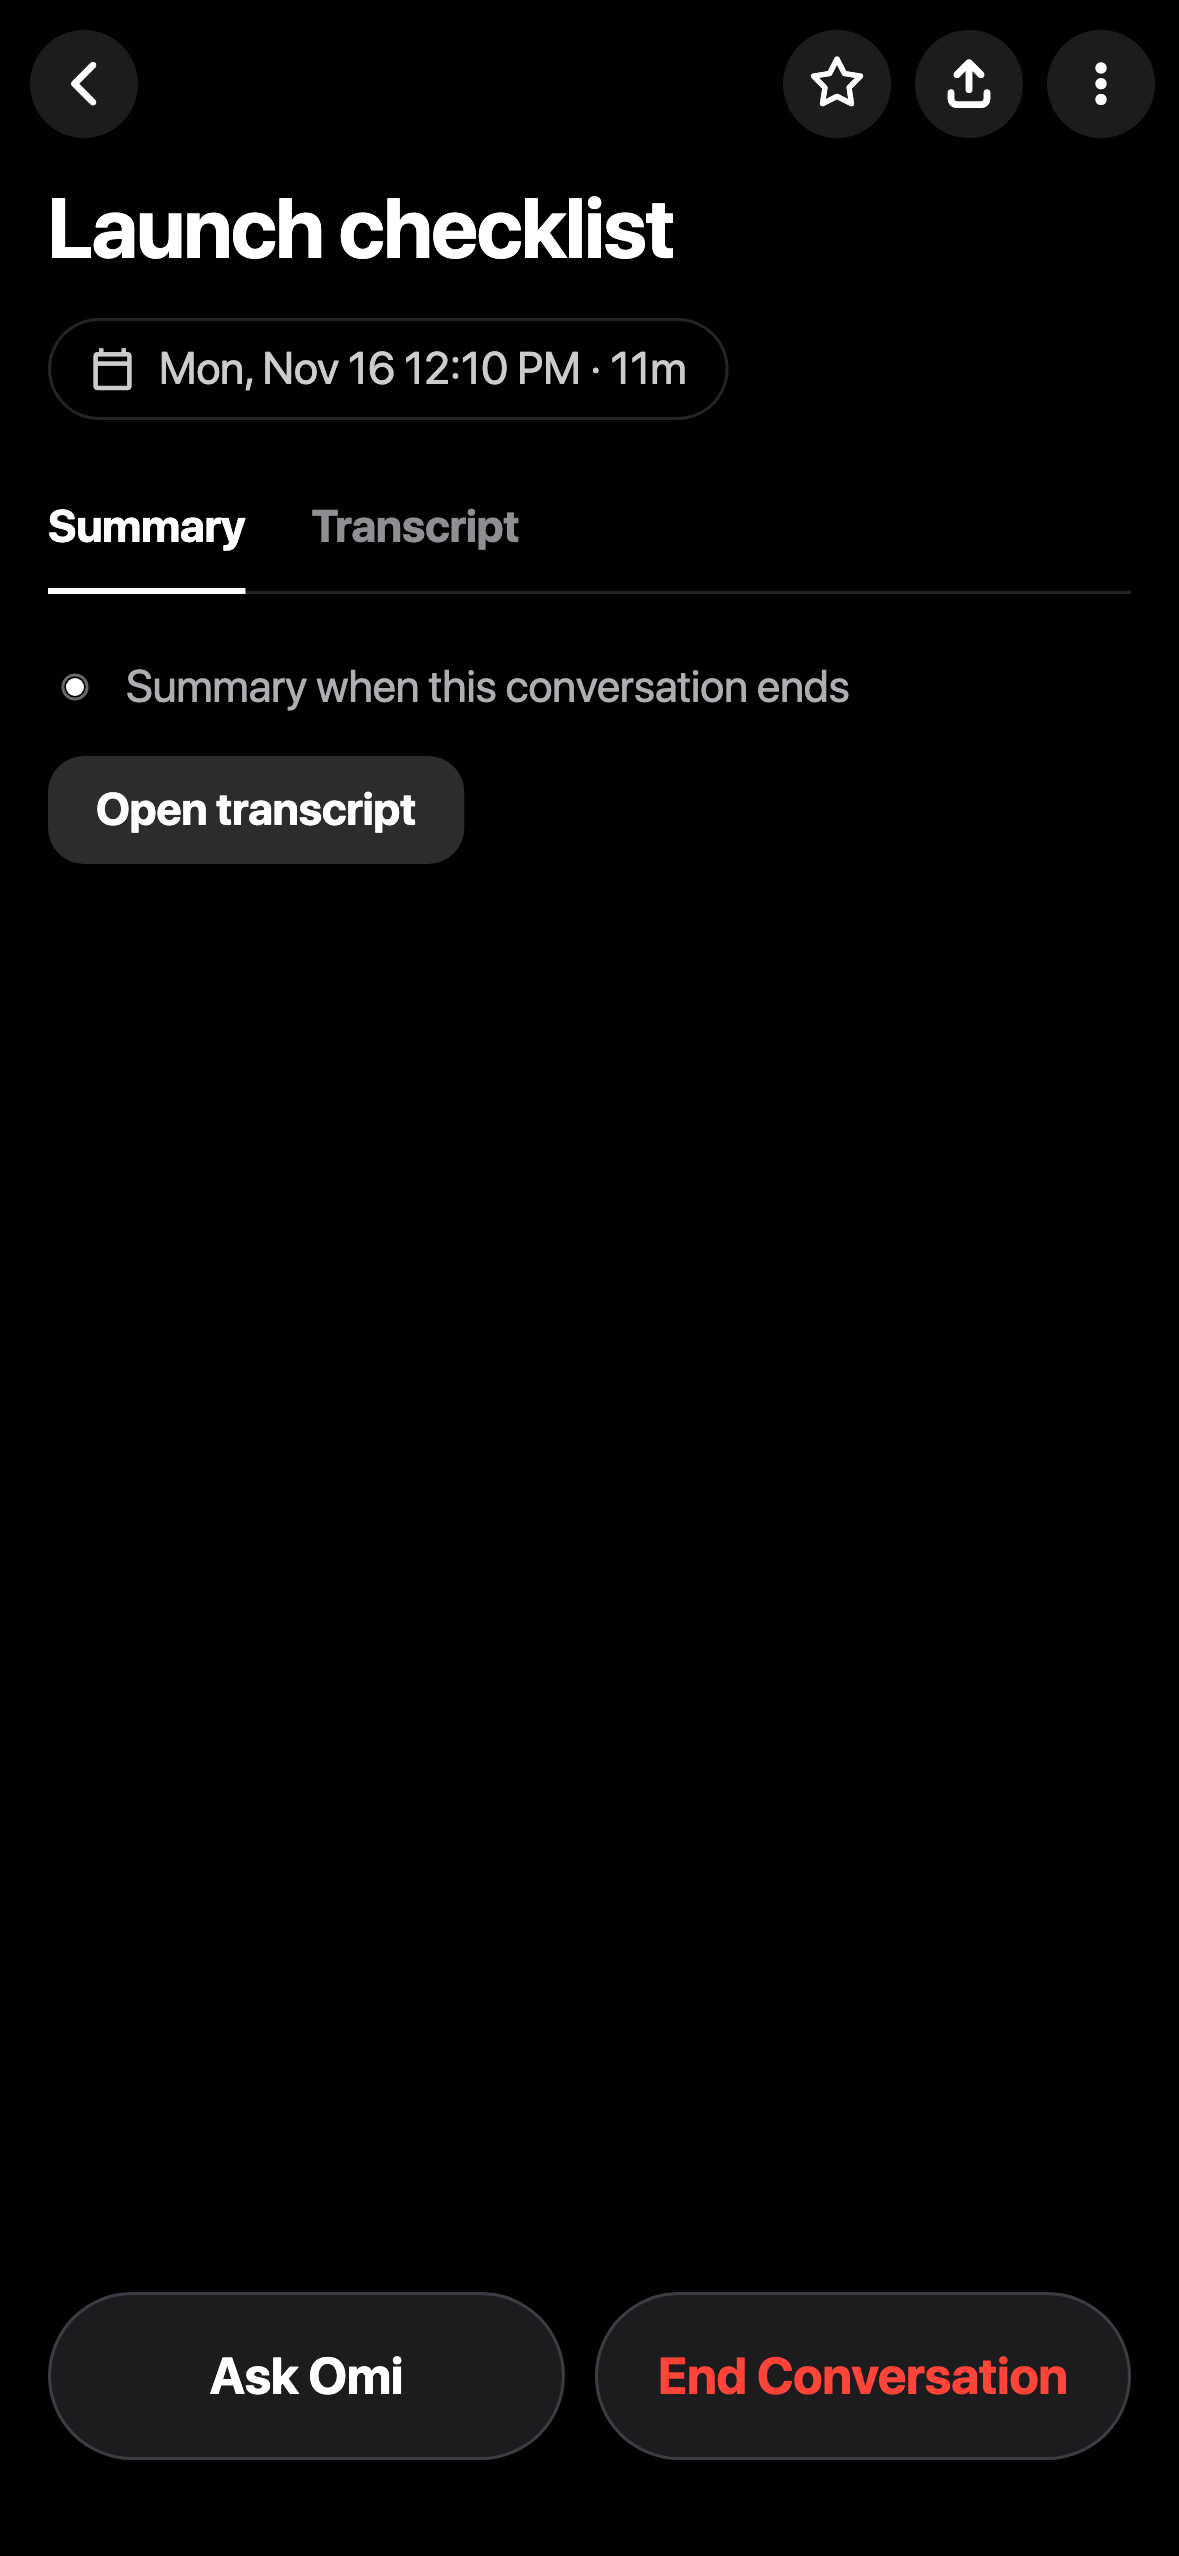 Launch checklist
Mon, Nov 16 12:10 PM · 11m
Summary
Transcript
Summary when this conversation ends
Open transcript
Ask Omi
End Conversation